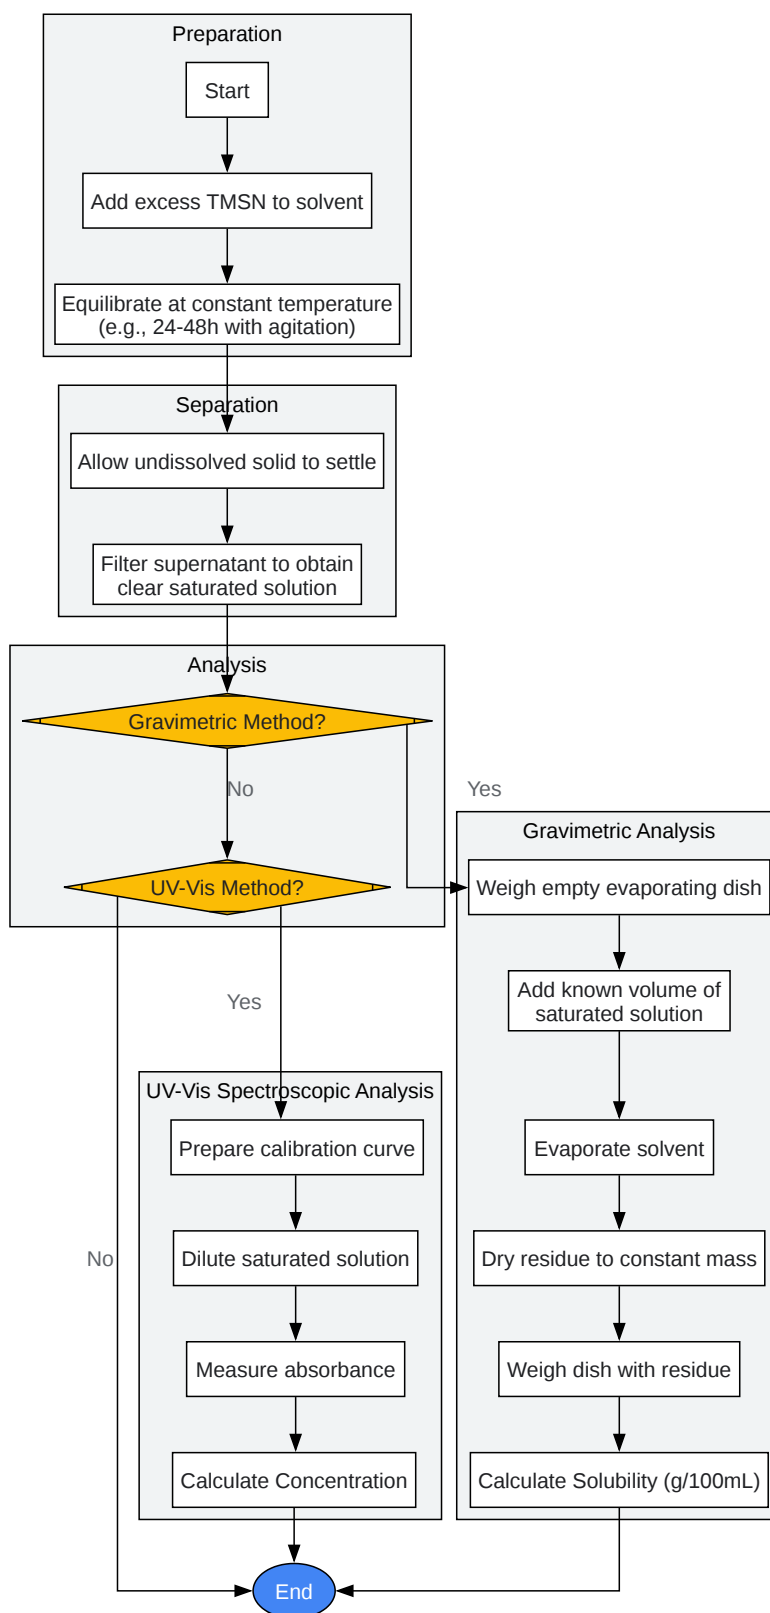 Preparation
Start
Add excess TMSN to solvent
Equilibrate at constant temperature
(e.g., 24-48h with agitation)
Separation
Allow undissolved solid to settle
Filter supernatant to obtain
clear saturated solution
Analysis
Gravimetric Method?
No
Yes
UV-Vis Method?
Gravimetric Analysis
Weigh empty evaporating dish
Add known volume of
saturated solution
Evaporate solvent
Dry residue to constant mass
Weigh dish with residue
Calculate Solubility (g/100mL)
Yes
UV-Vis Spectroscopic Analysis
Prepare calibration curve
Dilute saturated solution
Measure absorbance
Calculate Concentration
No
End